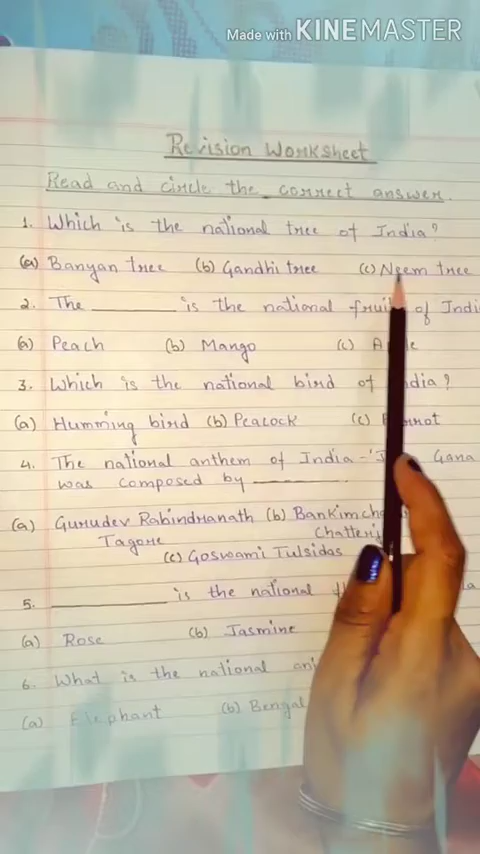 Made with KINEMASTER
Revision Worksheet
Read and circle the correct answer.
1. Which is the national tree of India?
(a) Banyan tree (b) Gandhi tree (c) Neem tree
2. The ________ is the national fruit of Indi
(a) Peach (b) Mango (c)
3. Which is the national bird of India?
(a) Humming bird (b) Peacock (c)
4. The national anthem of India - Gana
was composed by ________
(a) Gurudev Rabindranath (b) Bankim
Tagore Chatterj
(c) Goswami Tulsidas
5. ________ is the national
(a) Rose (b) Jasmine
6. What is the national
(a) Elephant (b) Bengal